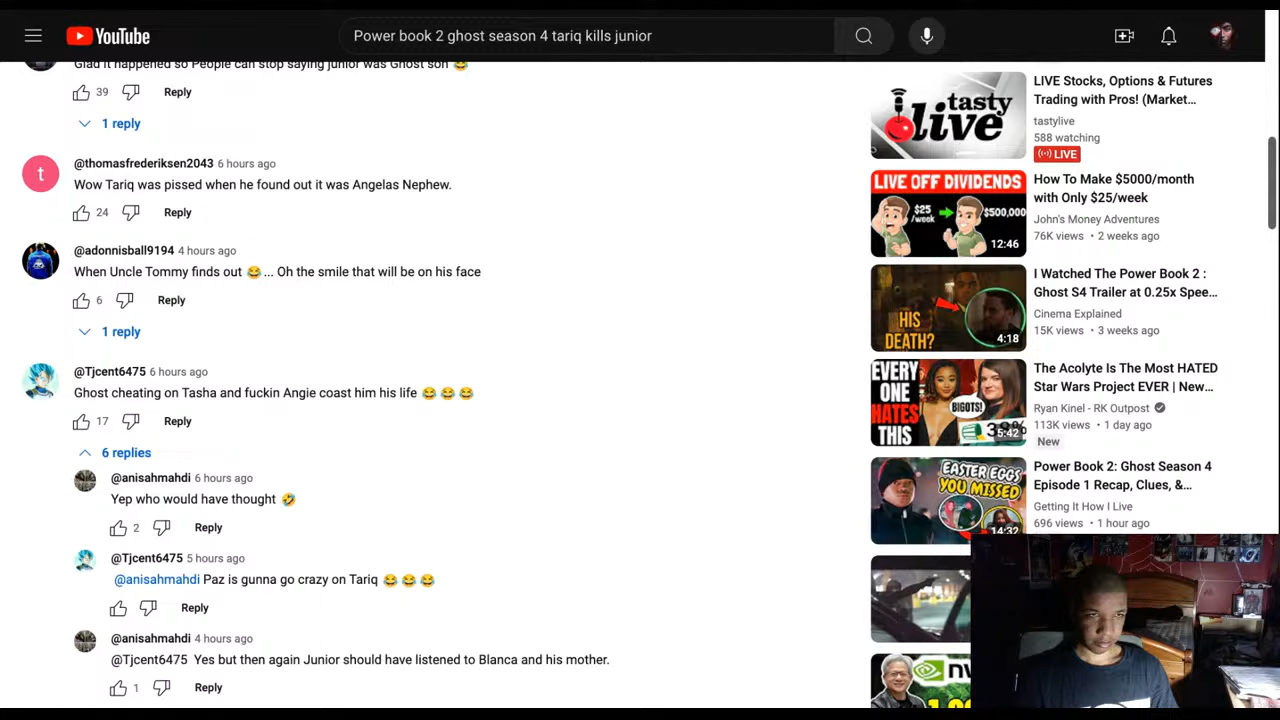 YouTube
Power book 2 ghost season 4 tariq kills junior
Glad it happened so People can stop saying junior was Ghost son 😂
39
Reply
1 reply
t
@thomasfrederiksen2043 6 hours ago
Wow Tariq was pissed when he found out it was Angelas Nephew.
24
Reply
@adonnisball9194 4 hours ago
When Uncle Tommy finds out 😂... Oh the smile that will be on his face
6
Reply
1 reply
@Tjcent6475 6 hours ago
Ghost cheating on Tasha and fuckin Angie coast him his life 😂 😂 😂
17
Reply
6 replies
@anisahmahdi 6 hours ago
Yep who would have thought 🤣
2
Reply
@Tjcent6475 5 hours ago
@anisahmahdi Paz is gunna go crazy on Tariq 😂 😂 😂
Reply
@anisahmahdi 4 hours ago
@Tjcent6475 Yes but then again Junior should have listened to Blanca and his mother.
1
Reply
tasty
live
LIVE Stocks, Options & Futures
Trading with Pros! (Market...
tastylive
588 watching
LIVE
LIVE OFF DIVIDENDS
$25
/week
$500,000
12:46
How To Make $5000/month
with Only $25/week
John's Money Adventures
76K views • 2 weeks ago
HIS
DEATH?
4:18
I Watched The Power Book 2 :
Ghost S4 Trailer at 0.25x Spee...
Cinema Explained
15K views • 3 weeks ago
EVERY
ONE
HATES
THIS
BIGOTS!
5:42
The Acolyte Is The Most HATED
Star Wars Project EVER | New...
Ryan Kinel - RK Outpost
113K views • 1 day ago
New
EASTER EGGS
YOU MISSED
14:32
Power Book 2: Ghost Season 4
Episode 1 Recap, Clues, &...
Getting It How I Live
696 views • 1 hour ago